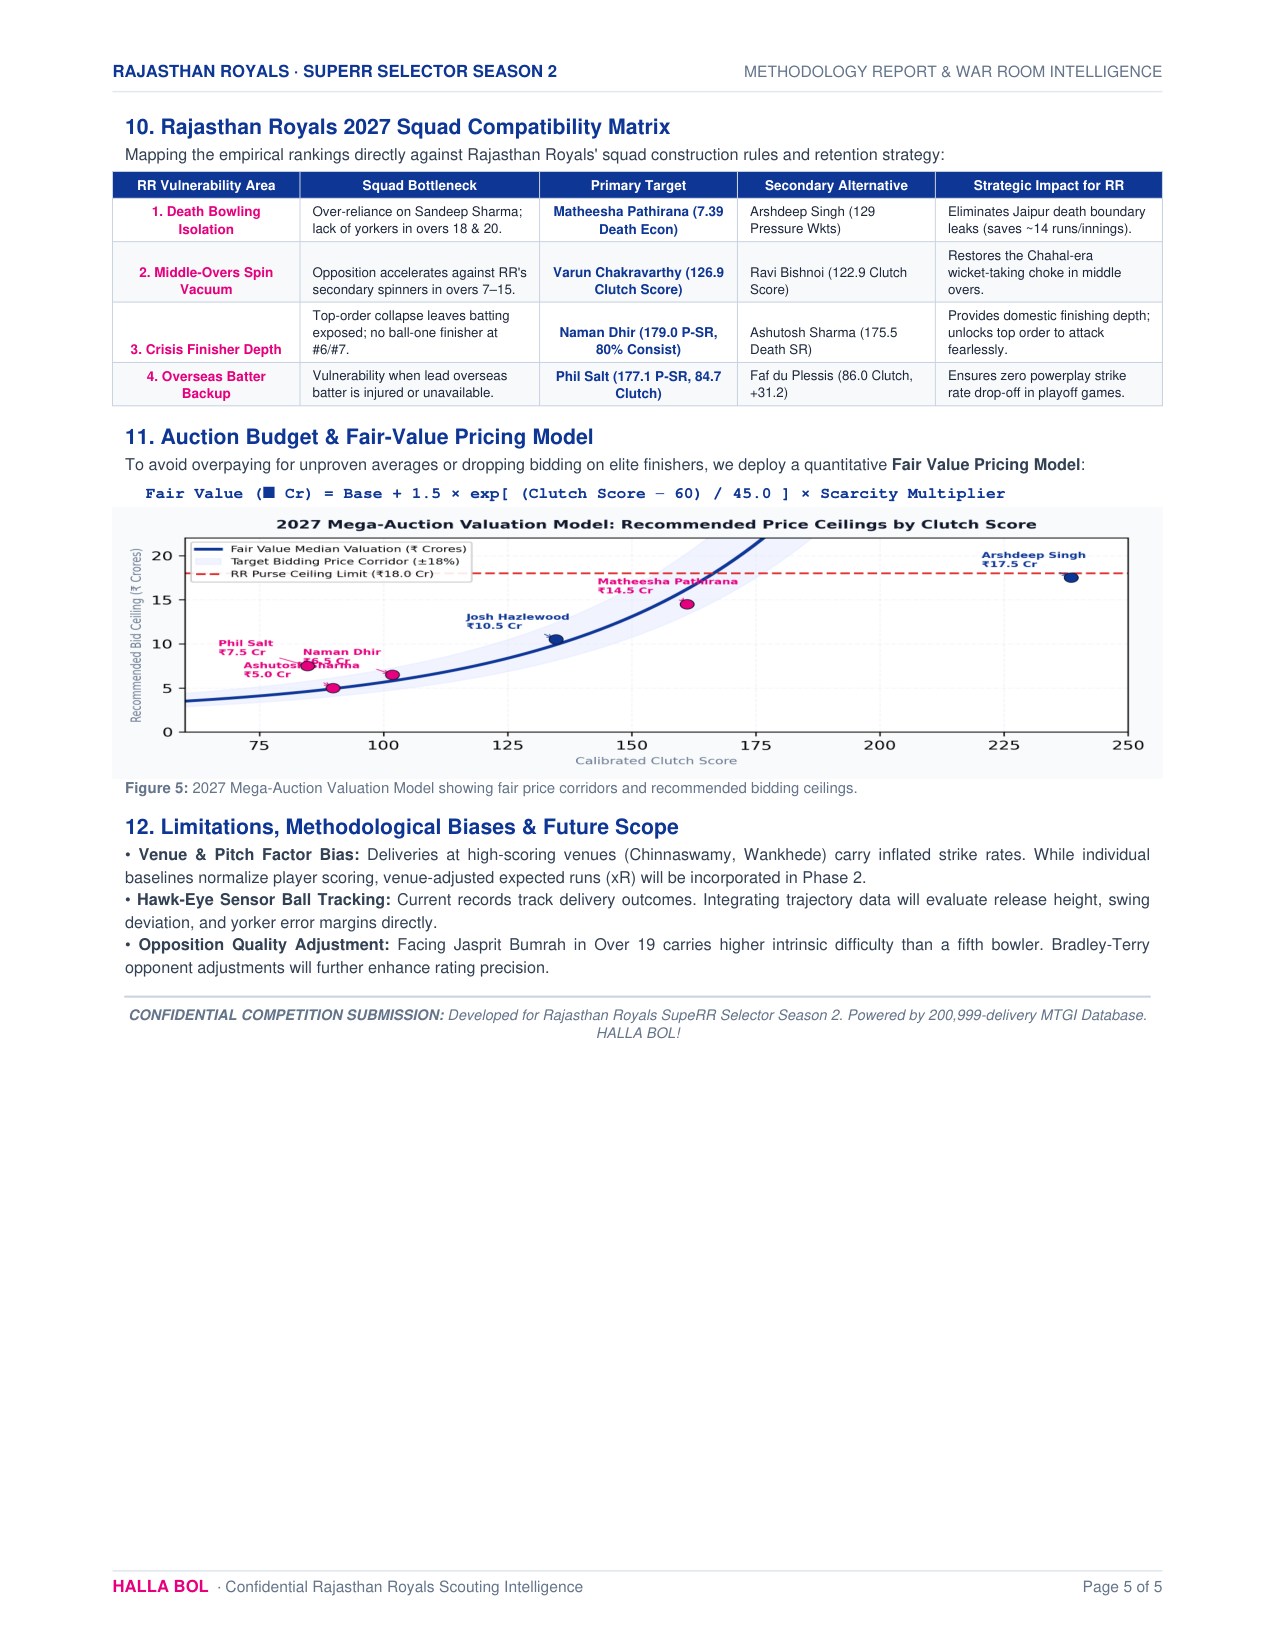 RAJASTHAN ROYALS · SUPERR SELECTOR SEASON 2
METHODOLOGY REPORT & WAR ROOM INTELLIGENCE
10. Rajasthan Royals 2027 Squad Compatibility Matrix
Mapping the empirical rankings directly against Rajasthan Royals' squad construction rules and retention strategy:
RR Vulnerability Area
Squad Bottleneck
Primary Target
Secondary Alternative
Strategic Impact for RR
1. Death Bowling
Isolation
Over-reliance on Sandeep Sharma;
lack of yorkers in overs 18 & 20.
Matheesha Pathirana (7.39
Death Econ)
Arshdeep Singh (129
Pressure Wkts)
Eliminates Jaipur death boundary
leaks (saves ~14 runs/innings).
2. Middle-Overs Spin
Vacuum
Opposition accelerates against RR's
secondary spinners in overs 7–15.
Varun Chakravarthy (126.9
Clutch Score)
Ravi Bishnoi (122.9 Clutch
Score)
Restores the Chahal-era
wicket-taking choke in middle
overs.
3. Crisis Finisher Depth
Top-order collapse leaves batting
exposed; no ball-one finisher at
#6/#7.
Naman Dhir (179.0 P-SR,
80% Consist)
Ashutosh Sharma (175.5
Death SR)
Provides domestic finishing depth;
unlocks top order to attack
fearlessly.
4. Overseas Batter
Backup
Vulnerability when lead overseas
batter is injured or unavailable.
Phil Salt (177.1 P-SR, 84.7
Clutch)
Faf du Plessis (86.0 Clutch,
+31.2)
Ensures zero powerplay strike
rate drop-off in playoff games.
11. Auction Budget & Fair-Value Pricing Model
To avoid overpaying for unproven averages or dropping bidding on elite finishers, we deploy a quantitative Fair Value Pricing Model:
Fair Value (■ Cr) = Base + 1.5 × exp[ (Clutch Score − 60) / 45.0 ] × Scarcity Multiplier
2027 Mega-Auction Valuation Model: Recommended Price Ceilings by Clutch Score
Recommended Bid Ceiling (₹ Crores)
20
15
10
5
0
Fair Value Median Valuation (₹ Crores)
Target Bidding Price Corridor (±18%)
RR Purse Ceiling Limit (₹18.0 Cr)
Arshdeep Singh
₹17.5 Cr
Matheesha Pathirana
₹14.5 Cr
Josh Hazlewood
₹10.5 Cr
Phil Salt
₹7.5 Cr
Naman Dhir
₹6.5 Cr
Ashutosh Sharma
₹5.0 Cr
75 100 125 150 175 200 225 250
Calibrated Clutch Score
Figure 5: 2027 Mega-Auction Valuation Model showing fair price corridors and recommended bidding ceilings.
12. Limitations, Methodological Biases & Future Scope
• Venue & Pitch Factor Bias: Deliveries at high-scoring venues (Chinnaswamy, Wankhede) carry inflated strike rates. While individual
baselines normalize player scoring, venue-adjusted expected runs (xR) will be incorporated in Phase 2.
• Hawk-Eye Sensor Ball Tracking: Current records track delivery outcomes. Integrating trajectory data will evaluate release height, swing
deviation, and yorker error margins directly.
• Opposition Quality Adjustment: Facing Jasprit Bumrah in Over 19 carries higher intrinsic difficulty than a fifth bowler. Bradley-Terry
opponent adjustments will further enhance rating precision.
CONFIDENTIAL COMPETITION SUBMISSION: Developed for Rajasthan Royals SupeRR Selector Season 2. Powered by 200,999-delivery MTGI Database.
HALLA BOL!
HALLA BOL · Confidential Rajasthan Royals Scouting Intelligence
Page 5 of 5